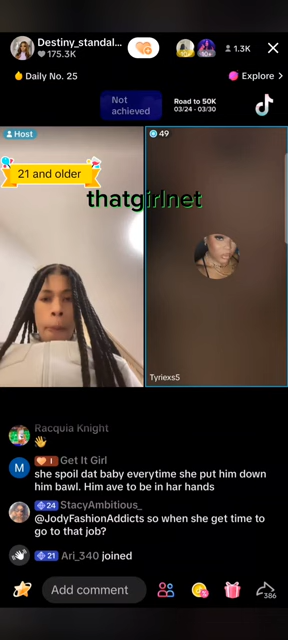 Destiny_standal...
175.3K
10+
10+
1.3K
Daily No. 25
Explore >
Not
achieved
Road to 50K
03/24 - 03/30
TikTok
Host
49
21 and older
thatgirlnet
Tyriexs5
Racquia Knight
M
I
Get It Girl
she spoil dat baby everytime she put him down
him bawl. Him ave to be in har hands
24
StacyAmbitious_
@JodyFashionAddicts so when she get time to
go to that job?
21
Ari_340 joined
Add comment
386